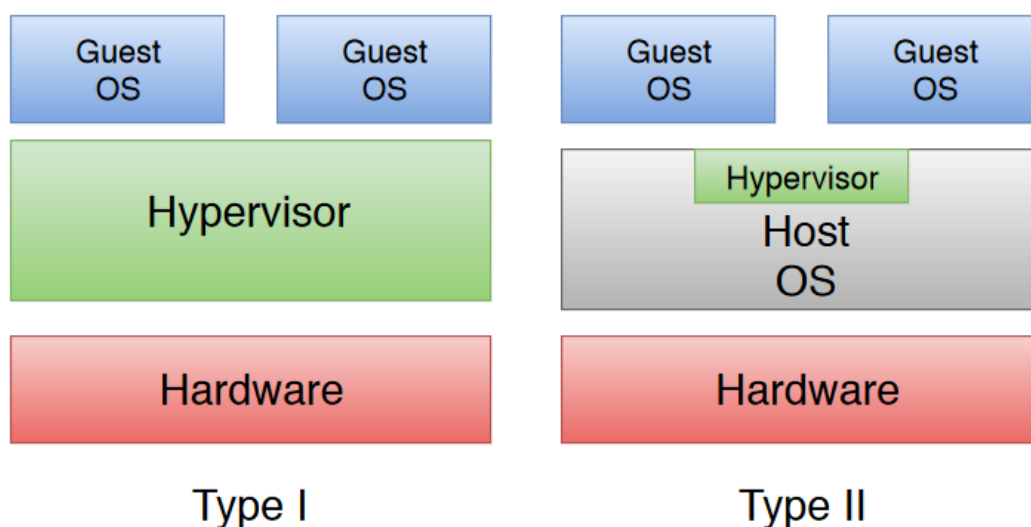 Guest
OS
Guest
OS
Hypervisor
Hardware
Type I
Guest
OS
Guest
OS
Hypervisor
Host
OS
Hardware
Type II